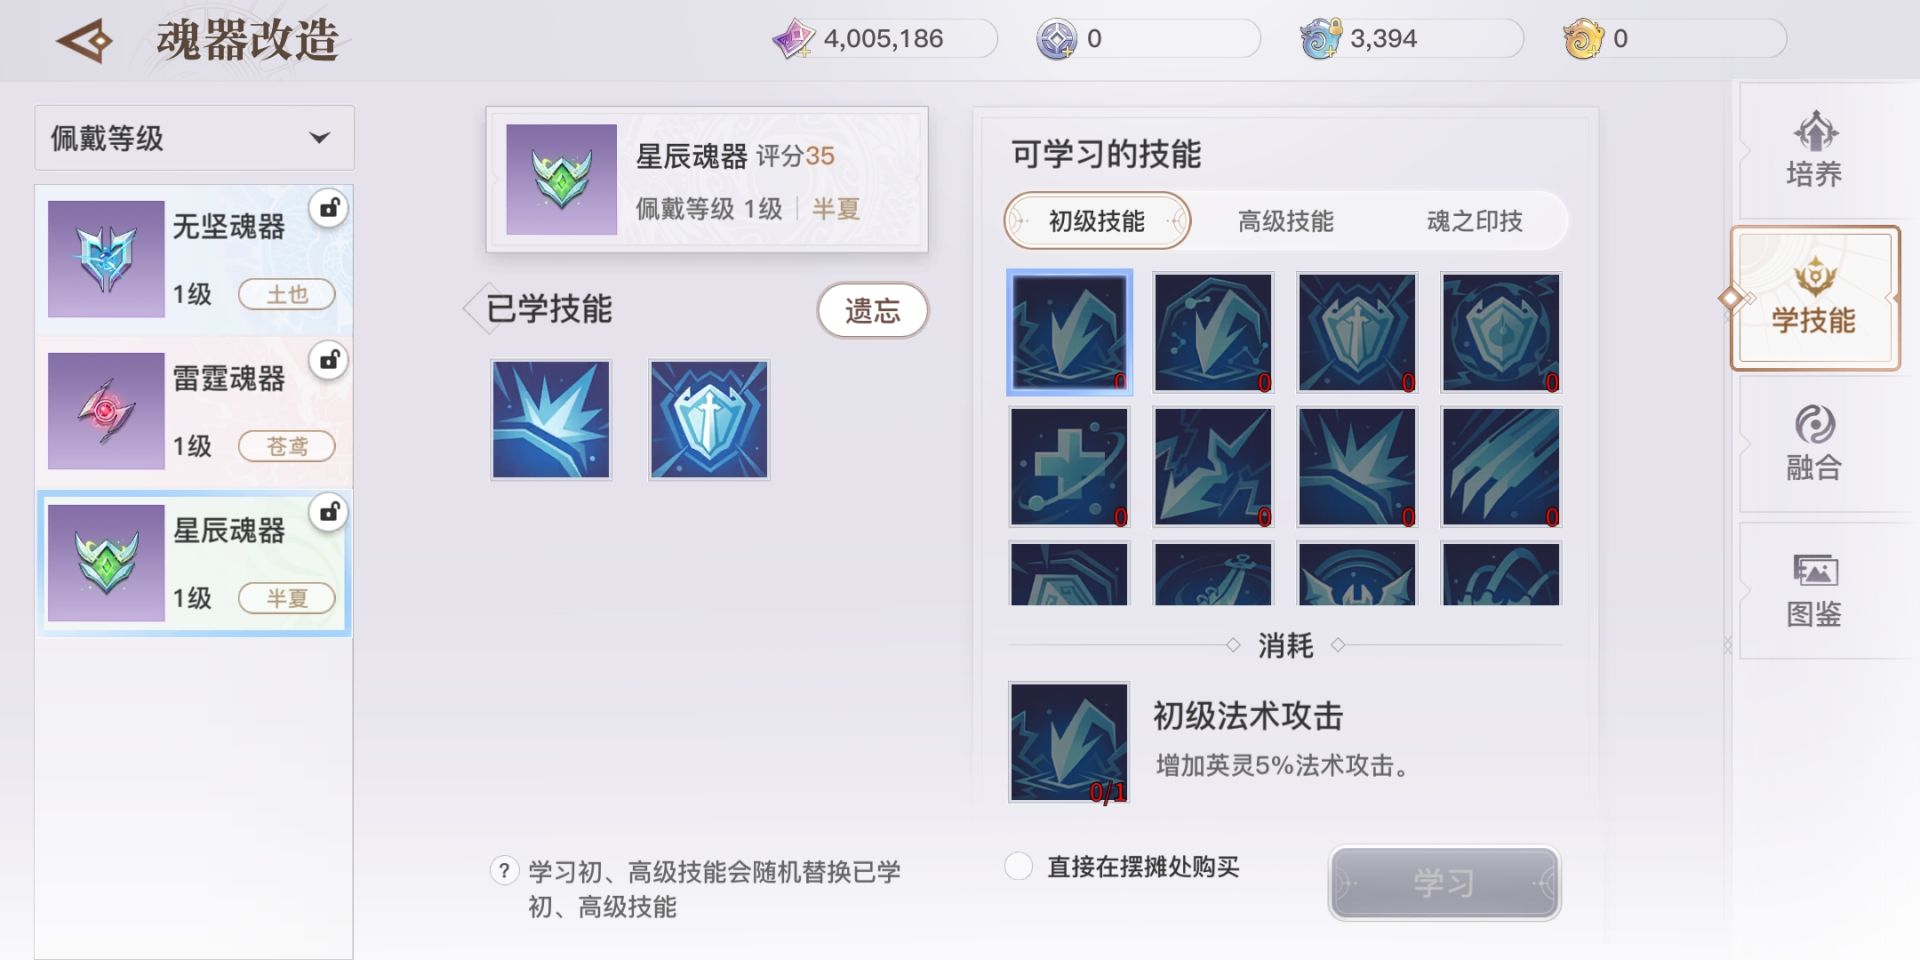 魂器改造
4,005,186
0
3,394
0
佩戴等级
无坚魂器
1级
土也
雷霆魂器
1级
苍鸢
星辰魂器
1级
半夏
星辰魂器 评分35
佩戴等级 1级
半夏
已学技能
遗忘
? 学习初、高级技能会随机替换已学
初、高级技能
可学习的技能
初级技能
高级技能
魂之印技
0
0
0
0
0
0
0
0
消耗
0/1
初级法术攻击
增加英灵5%法术攻击。
直接在摆摊处购买
学习
培养
学技能
融合
图鉴